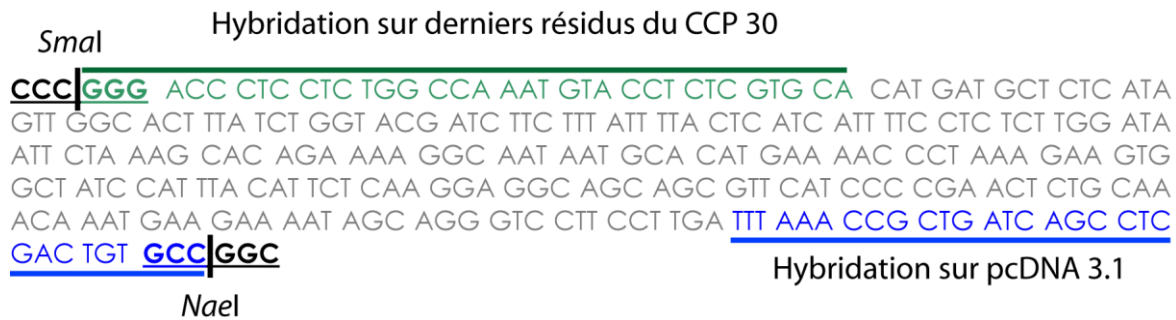 Hybridation sur derniers résidus du CCP 30
SmaI
CCC|GGG ACC CTC CTC TGG CCA AAT GTA CCT CTC GTG CA CAT GAT GCT CTC ATA
GTT GGC ACT TTA TCT GGT ACG ATC TTC TTT ATT TTA CTC ATC ATT TTC CTC TCT TGG ATA
ATT CTA AAG CAC AGA AAA GGC AAT AAT GCA CAT GAA AAC CCT AAA GAA GTG
GCT ATC CAT TTA CAT TCT CAA GGA GGC AGC AGC GTT CAT CCC CGA ACT CTG CAA
ACA AAT GAA GAA AAT AGC AGG GTC CTT CCT TGA TTT AAA CCG CTG ATC AGC CTC
GAC TGT GCC|GGC
Hybridation sur pcDNA 3.1
NaeI